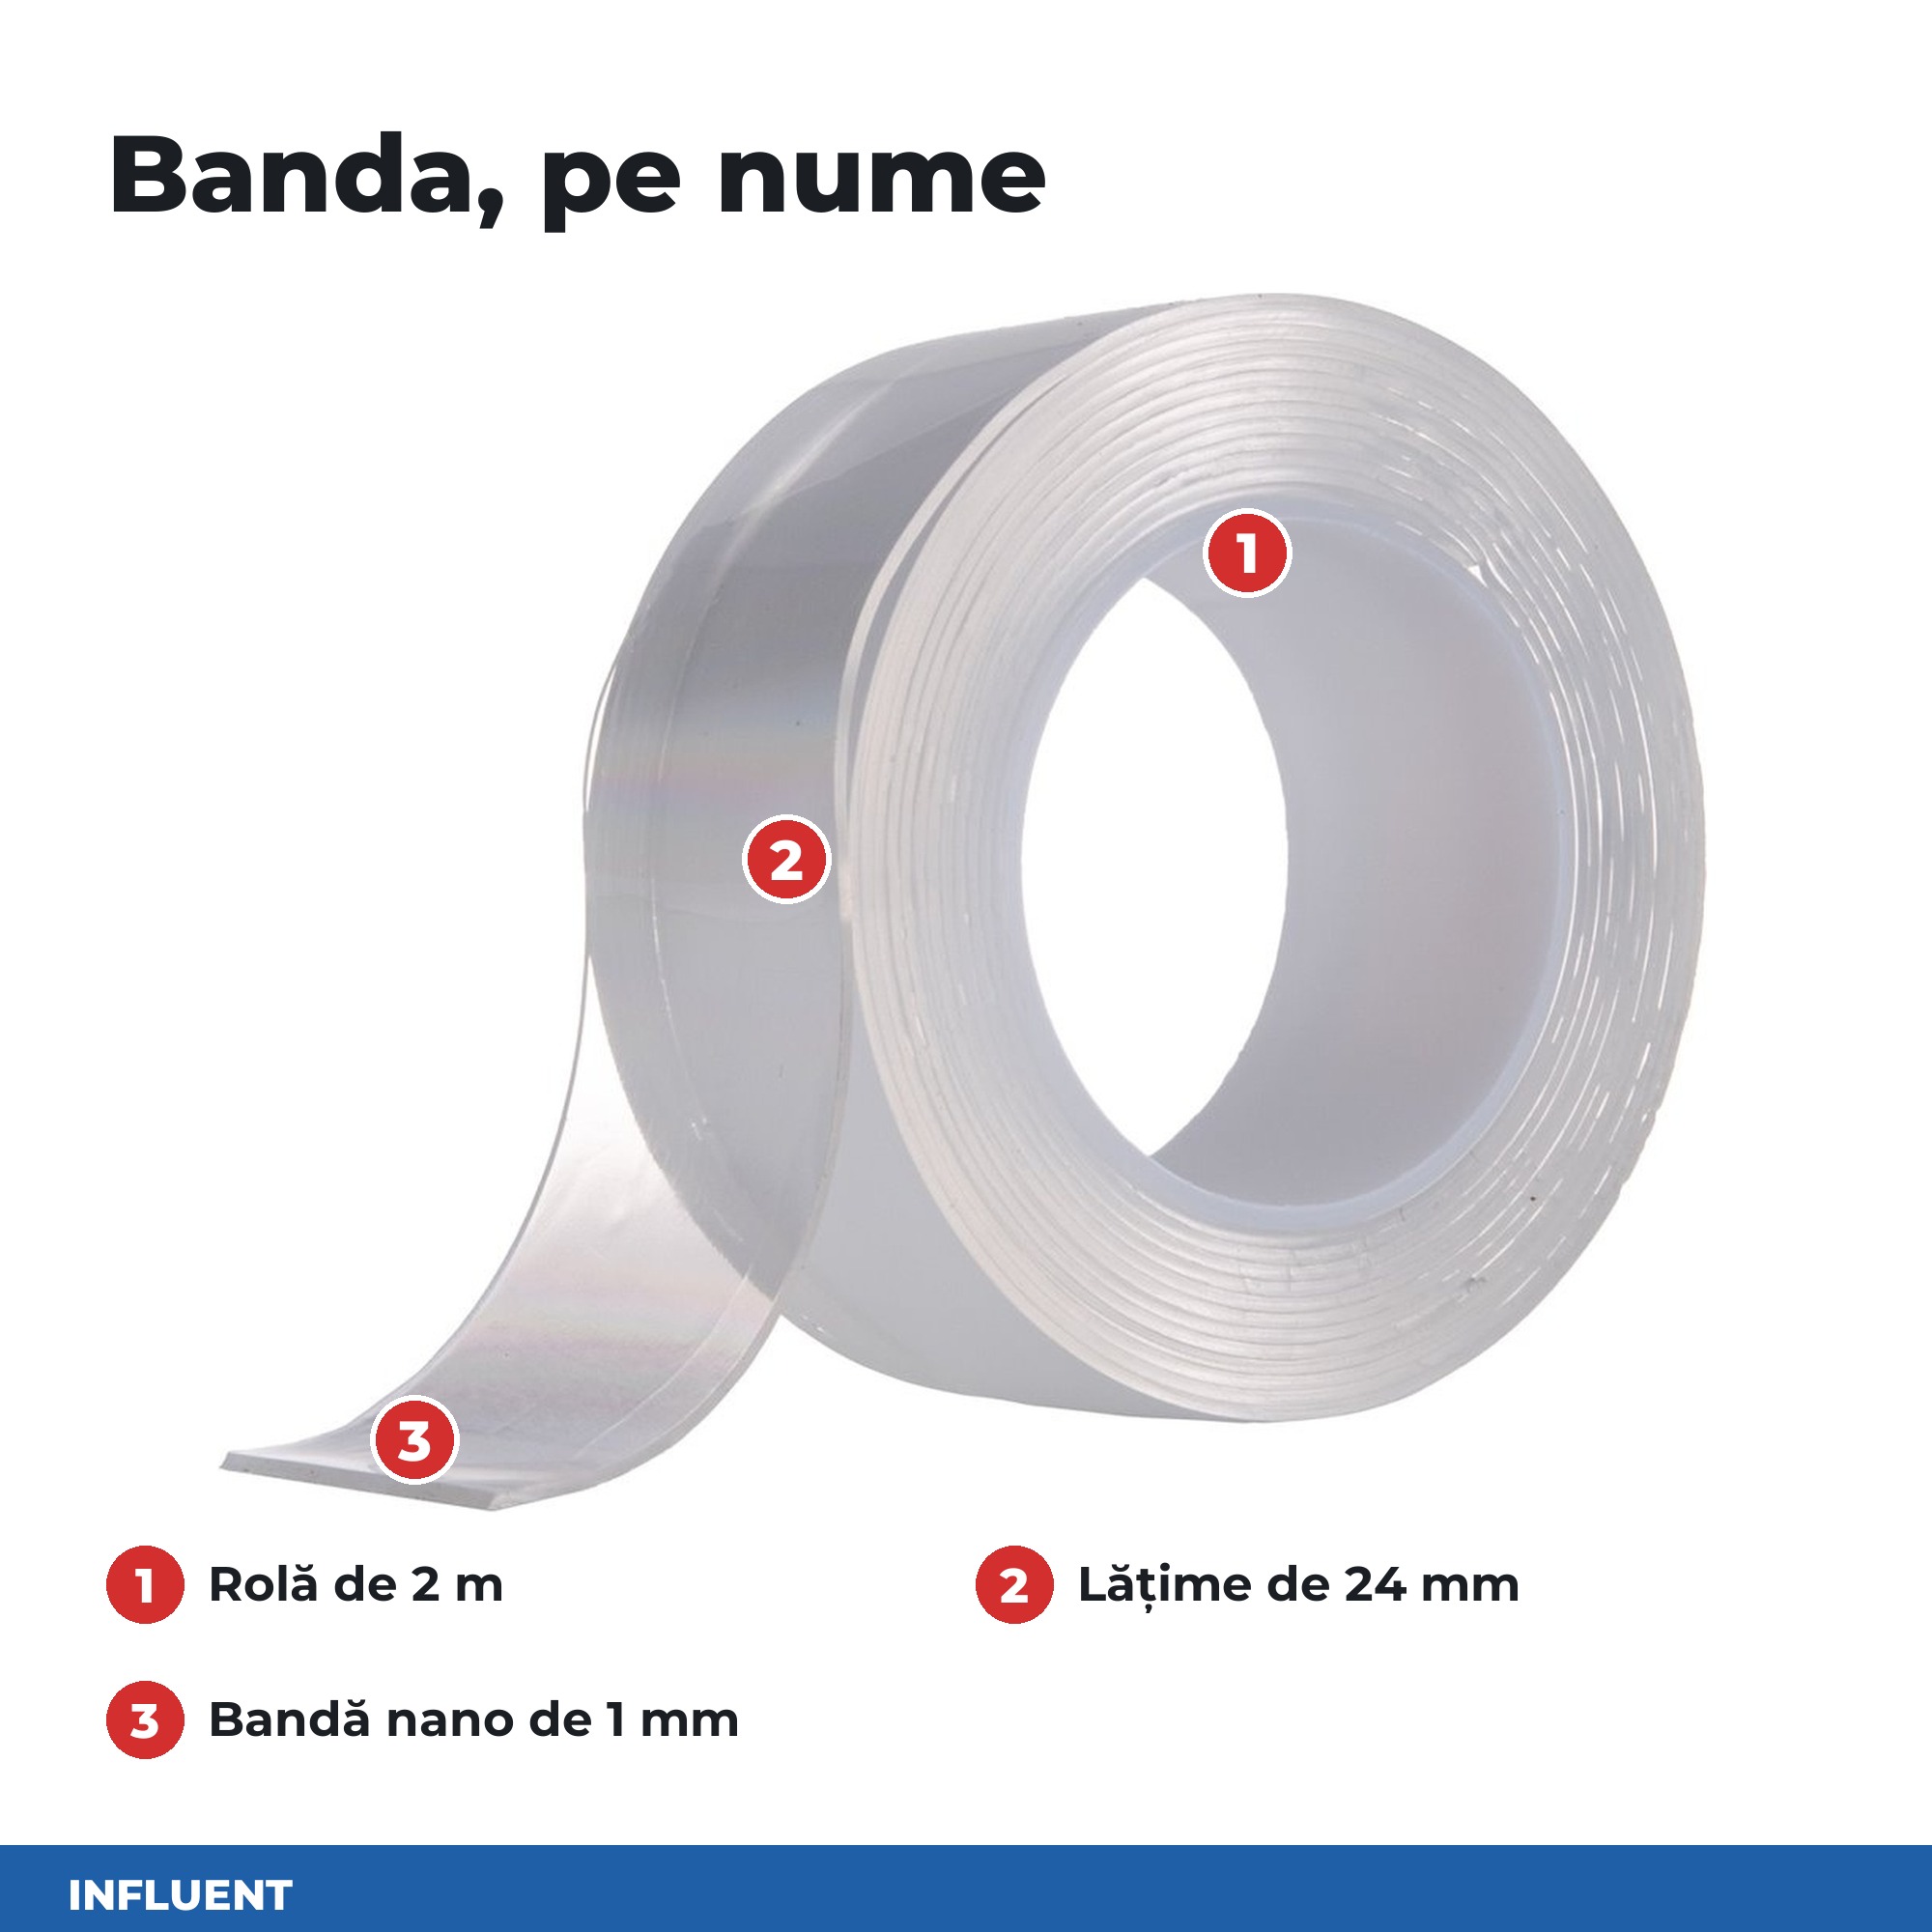 Banda, pe nume
1
2
3
1 Rolă de 2 m
2 Lățime de 24 mm
3 Bandă nano de 1 mm
INFLUENT